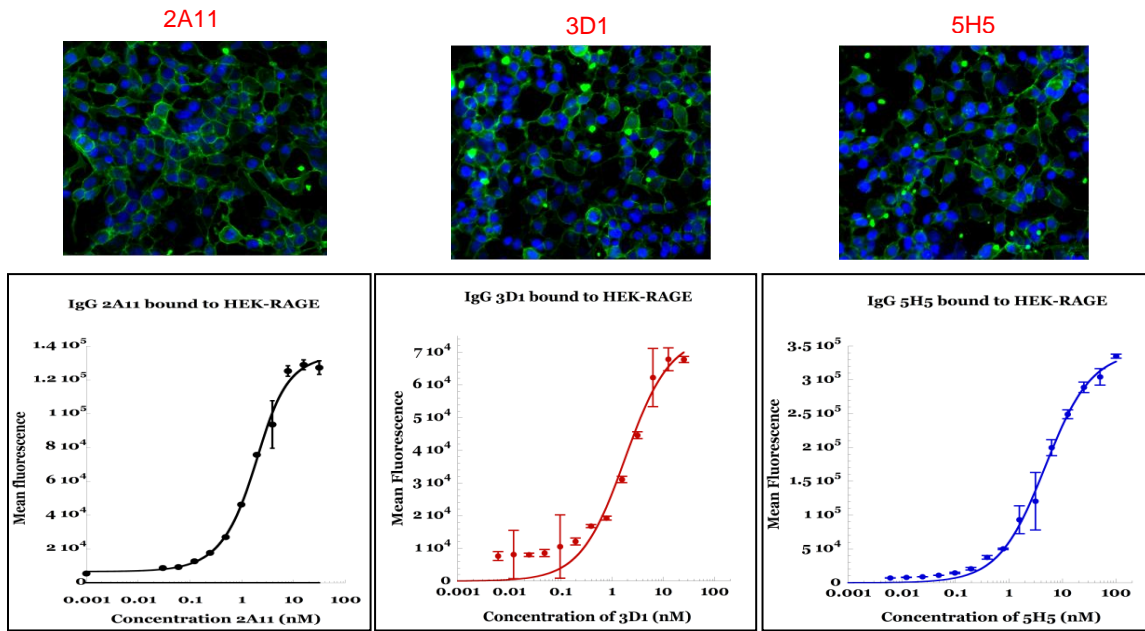 2A11
3D1
5H5
IgG 2A11 bound to HEK-RAGE
1.4 10⁵
1.2 10⁵
1 10⁵
8 10⁴
6 10⁴
4 10⁴
2 10⁴
0
Mean fluorescence
0.001 0.01 0.1 1 10 100
Concentration 2A11 (nM)
IgG 3D1 bound to HEK-RAGE
7 10⁴
6 10⁴
5 10⁴
4 10⁴
3 10⁴
2 10⁴
1 10⁴
0
Mean Fluorescence
0.001 0.01 0.1 1 10 100
Concentration of 3D1 (nM)
IgG 5H5 bound to HEK-RAGE
3.5 10⁵
3 10⁵
2.5 10⁵
2 10⁵
1.5 10⁵
1 10⁵
5 10⁴
0
Mean Fluorescence
0.001 0.01 0.1 1 10 100
Concentration of 5H5 (nM)